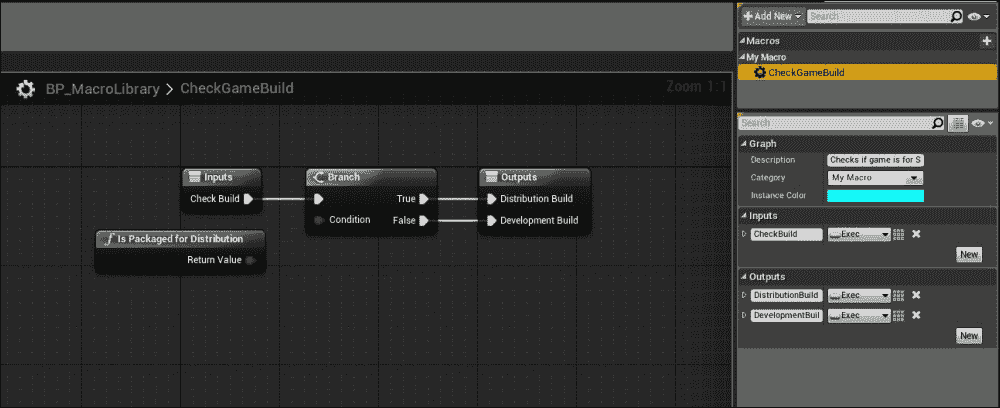 BP_MacroLibrary > CheckGameBuild
Zoom 1:1
Inputs
Check Build
Branch
True
Condition
False
Outputs
Distribution Build
Development Build
Is Packaged for Distribution
Return Value
Add New
Search
Macros
My Macro
CheckGameBuild
Search
Graph
Description
Checks if game is for S
Category
My Macro
Instance Color
Inputs
CheckBuild
Exec
New
Outputs
DistributionBuild
Exec
DevelopmentBuil
Exec
New